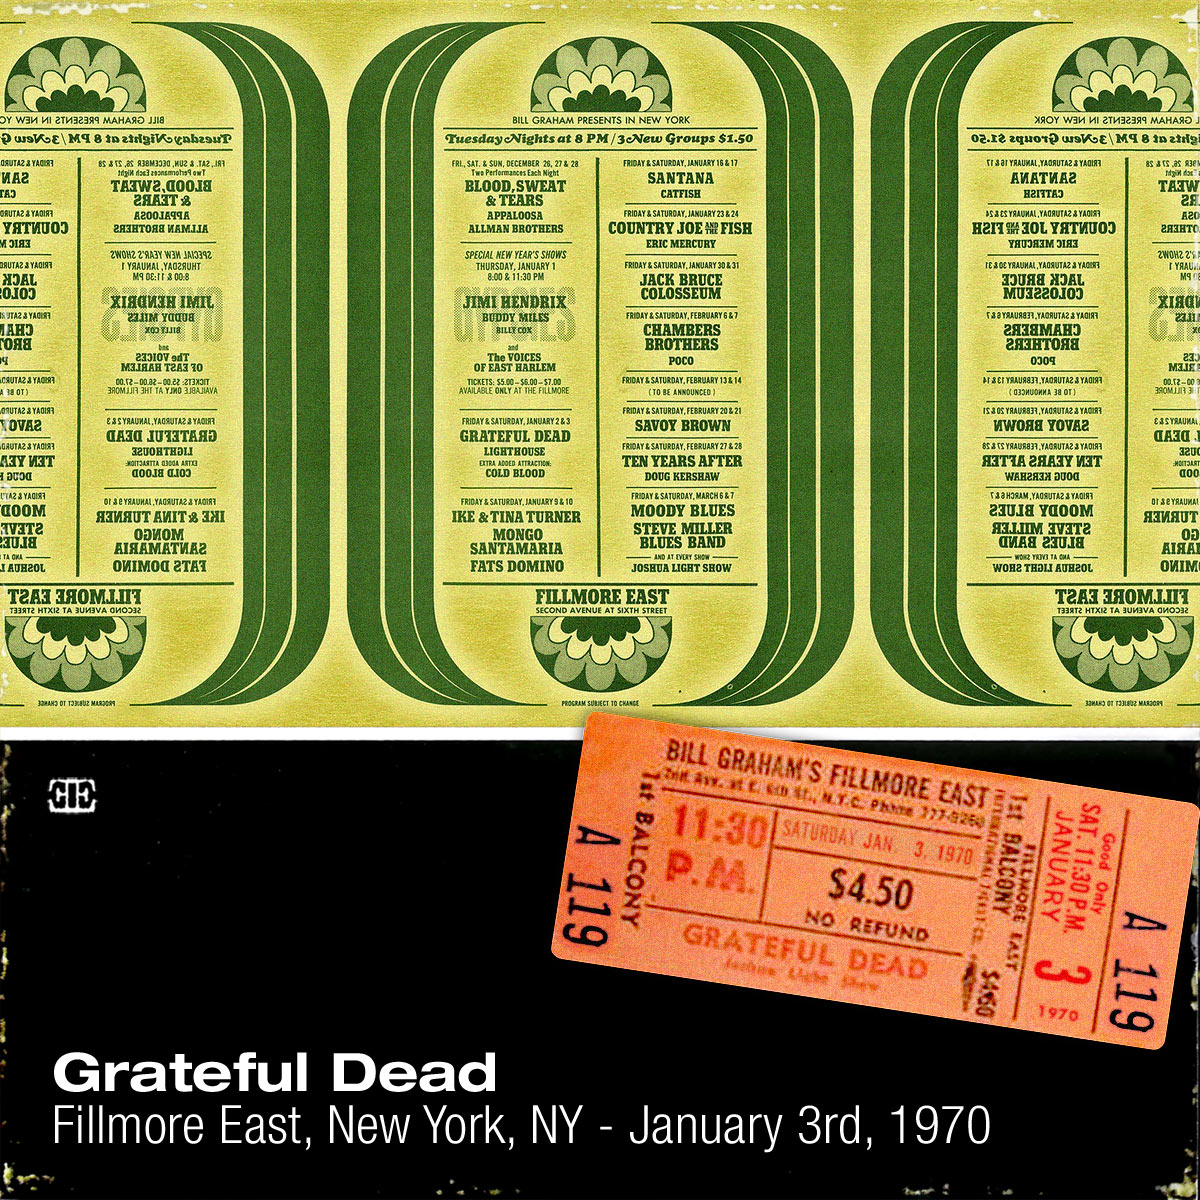 BILL GRAHAM PRESENTS IN NEW YORK
Tuesday Nights at 8 PM / 3 New Groups $1.50
FRI., SAT. & SUN., DECEMBER 26, 27 & 28
Two Performances Each Night
BLOOD, SWEAT
& TEARS
APPALOOSA
ALLMAN BROTHERS
SPECIAL NEW YEAR'S SHOWS
THURSDAY, JANUARY 1
8:00 & 11:30 PM
JIMI HENDRIX
BUDDY MILES
BILLY COX
and
The VOICES
OF EAST HARLEM
TICKETS: $5.00–$6.00–$7.00
AVAILABLE ONLY AT THE FILLMORE
FRIDAY & SATURDAY, JANUARY 2 & 3
GRATEFUL DEAD
LIGHTHOUSE
EXTRA ADDED ATTRACTION:
COLD BLOOD
FRIDAY & SATURDAY, JANUARY 9 & 10
IKE & TINA TURNER
MONGO
SANTAMARIA
FATS DOMINO
FRIDAY & SATURDAY, JANUARY 16 & 17
SANTANA
CATFISH
FRIDAY & SATURDAY, JANUARY 23 & 24
COUNTRY JOE AND THE FISH
ERIC MERCURY
FRIDAY & SATURDAY, JANUARY 30 & 31
JACK BRUCE
COLOSSEUM
FRIDAY & SATURDAY, FEBRUARY 6 & 7
CHAMBERS
BROTHERS
POCO
FRIDAY & SATURDAY, FEBRUARY 13 & 14
(TO BE ANNOUNCED)
FRIDAY & SATURDAY, FEBRUARY 20 & 21
SAVOY BROWN
FRIDAY & SATURDAY, FEBRUARY 27 & 28
TEN YEARS AFTER
DOUG KERSHAW
FRIDAY & SATURDAY, MARCH 6 & 7
MOODY BLUES
STEVE MILLER
BLUES BAND
AND AT EVERY SHOW
JOSHUA LIGHT SHOW
FILLMORE EAST
SECOND AVENUE AT SIXTH STREET
PROGRAM SUBJECT TO CHANGE
BILL GRAHAM'S FILLMORE EAST
2nd Ave. at E. 6th St., N.Y.C. Phone 777-5260
A 119
1st BALCONY
11:30
P.M.
SATURDAY JAN. 3, 1970
$4.50
NO REFUND
GRATEFUL DEAD
Joshua Light Show
1st BALCONY
$4.50
FILLMORE EAST
SAT. 11:30 P.M.
JANUARY
3
1970
Good Only
A 119
Grateful Dead
Fillmore East, New York, NY - January 3rd, 1970